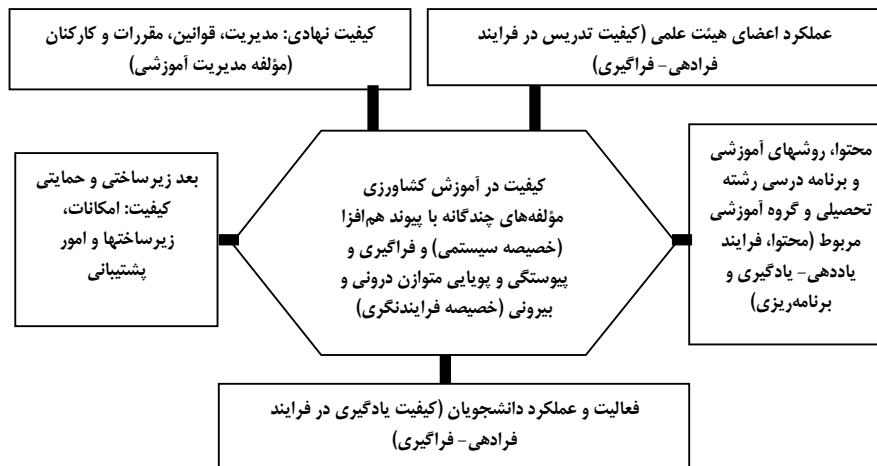 عملکرد اعضای هیئت علمی (کیفیت تدریس در فرایند
فرادهی- فراگیری)
کیفیت نهادی: مدیریت، قوانین، مقررات و کارکنان
(مؤلفه مدیریت آموزشی)
محتوا، روشهای آموزشی
و برنامه درسی رشته
تحصیلی و گروه آموزشی
مربوط (محتوا، فرایند
یاددهی- یادگیری و
برنامه‌ریزی)
کیفیت در آموزش کشاورزی
مؤلفه‌های چندگانه با پیوند هم‌افزا
(خصیصه سیستمی) و فراگیری و
پیوستگی و پویایی متوازن درونی و
بیرونی (خصیصه فرایندنگری)
بعد زیرساختی و حمایتی
کیفیت: امکانات،
زیرساختها و امور
پشتیبانی
فعالیت و عملکرد دانشجویان (کیفیت یادگیری در فرایند
فرادهی- فراگیری)